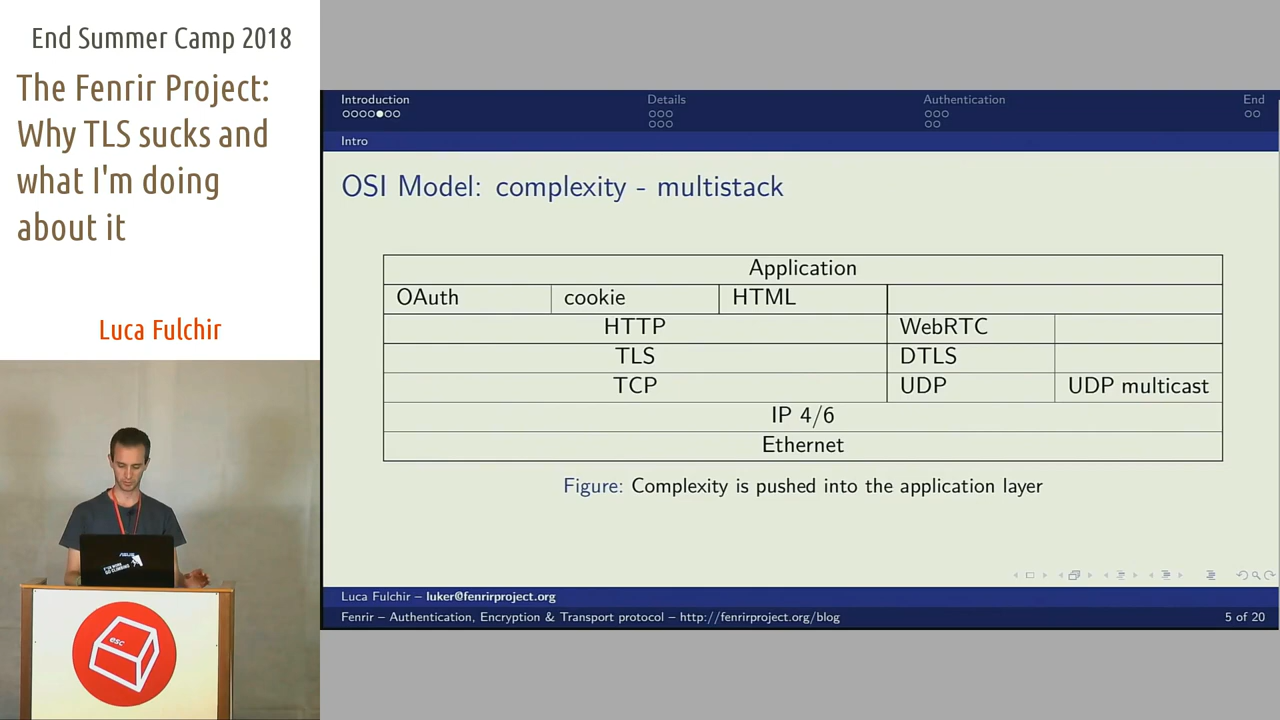 End Summer Camp 2018
The Fenrir Project:
Why TLS sucks and
what I'm doing
about it
Luca Fulchir
esc
Introduction Details Authentication End
Intro
OSI Model: complexity - multistack
Application
OAuth cookie HTML
HTTP WebRTC
TLS DTLS
TCP UDP UDP multicast
IP 4/6
Ethernet
Figure: Complexity is pushed into the application layer
Luca Fulchir – luker@fenrirproject.org
Fenrir – Authentication, Encryption & Transport protocol – http://fenrirproject.org/blog 5 of 20